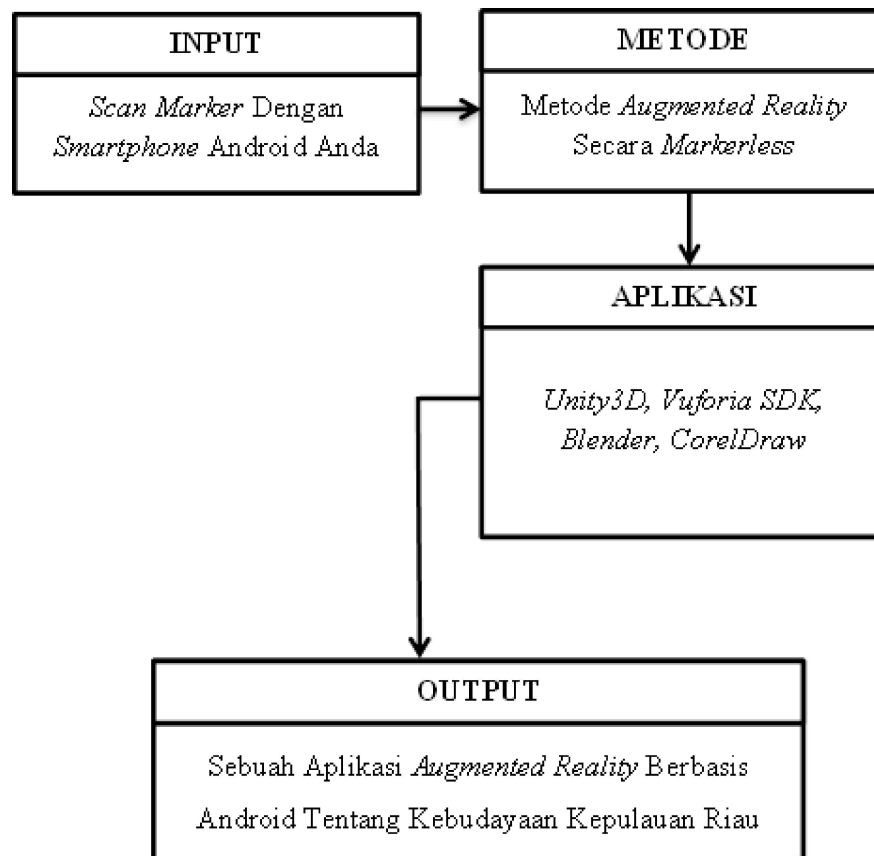 INPUT
Scan Marker Dengan
Smartphone Android Anda
METODE
Metode Augmented Reality
Secara Markerless
APLIKASI
Unity3D, Vuforia SDK,
Blender, CorelDraw
OUTPUT
Sebuah Aplikasi Augmented Reality Berbasis
Android Tentang Kebudayaan Kepulauan Riau